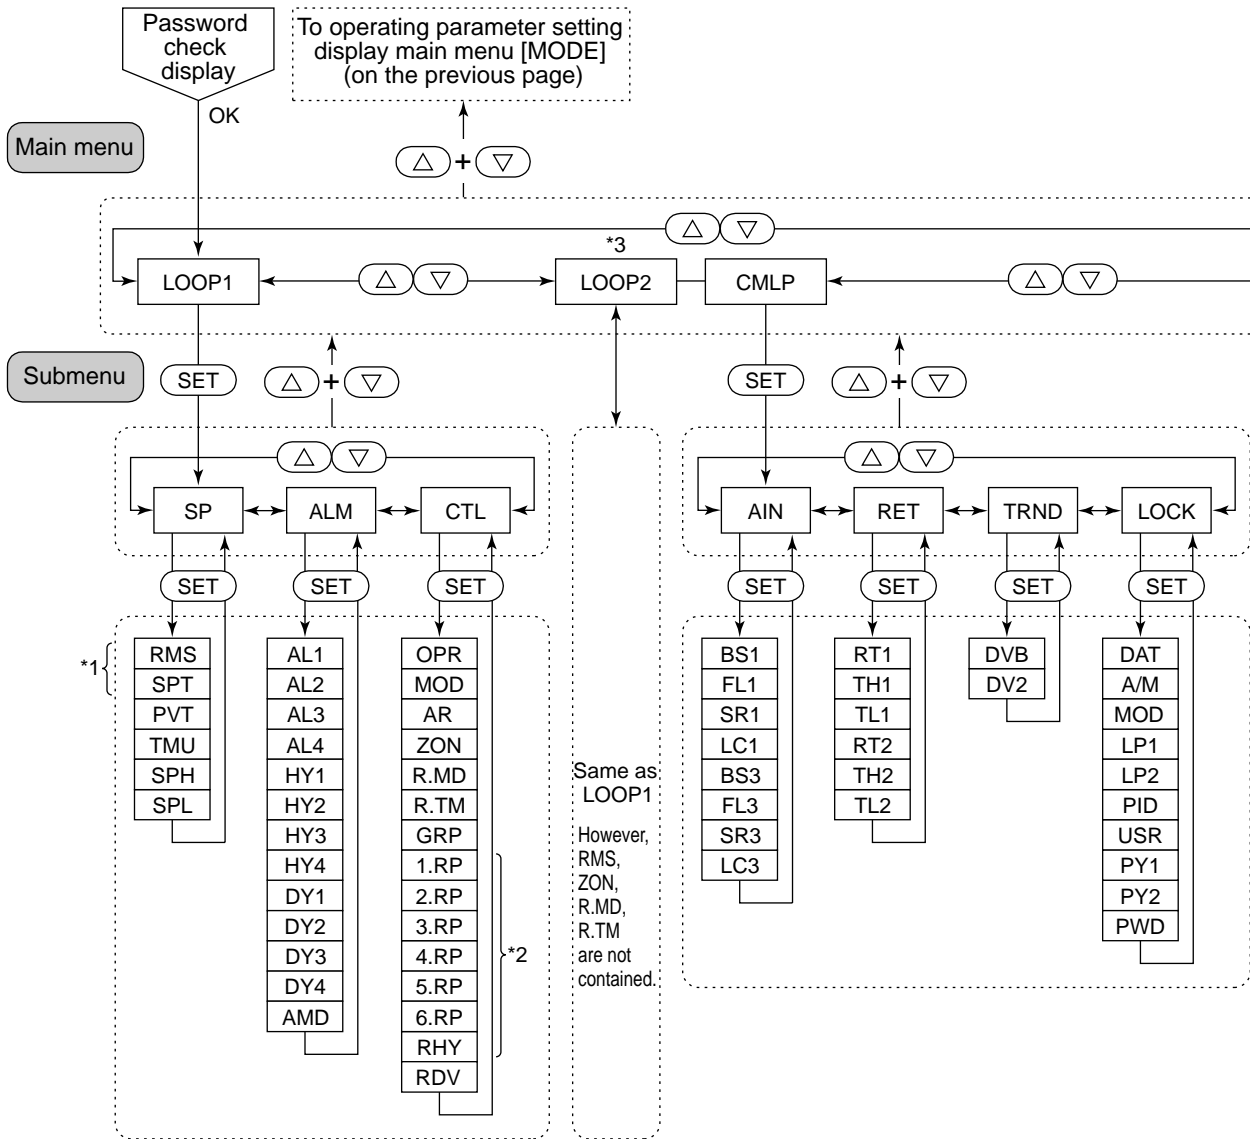 Password
check
display
To operating parameter setting
display main menu [MODE]
(on the previous page)
OK
Main menu
+
*3
LOOP1
LOOP2
CMLP
Submenu
SET
+
SET
+
SP
ALM
CTL
AIN
RET
TRND
LOCK
SET
SET
SET
SET
SET
SET
SET
*1
RMS
SPT
PVT
TMU
SPH
SPL
AL1
AL2
AL3
AL4
HY1
HY2
HY3
HY4
DY1
DY2
DY3
DY4
AMD
OPR
MOD
AR
ZON
R.MD
R.TM
GRP
1.RP
2.RP
3.RP
4.RP
5.RP
6.RP
RHY
RDV
*2
Same as
LOOP1
However,
RMS,
ZON,
R.MD,
R.TM
are not
contained.
BS1
FL1
SR1
LC1
BS3
FL3
SR3
LC3
RT1
TH1
TL1
RT2
TH2
TL2
DVB
DV2
DAT
A/M
MOD
LP1
LP2
PID
USR
PY1
PY2
PWD